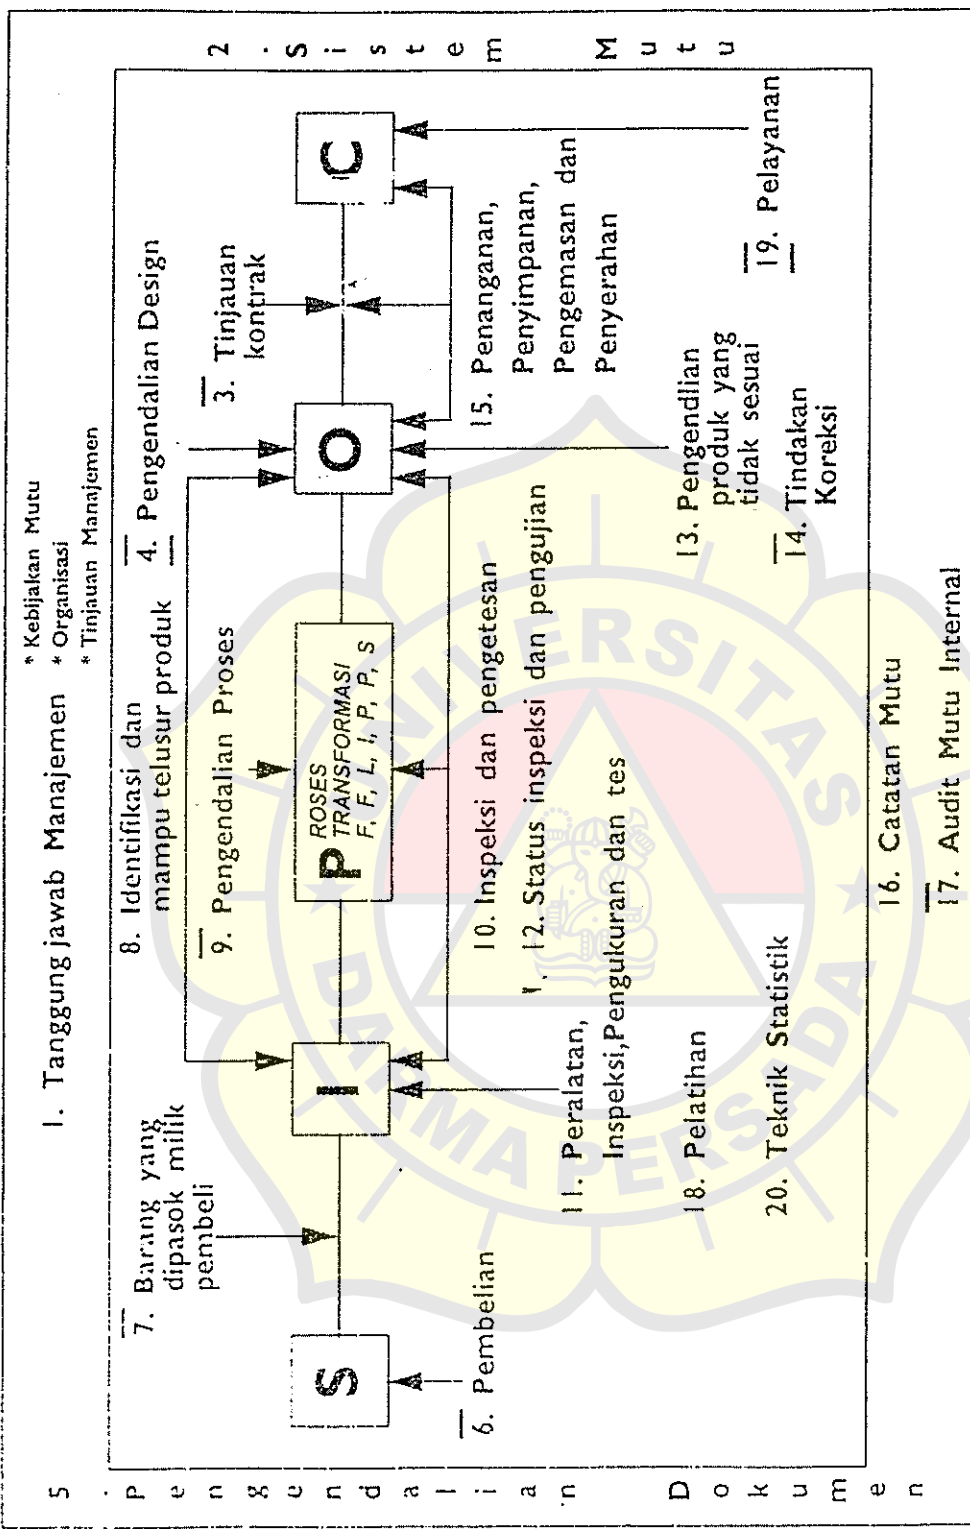 1. Tanggung jawab Manajemen
* Kebijakan Mutu
* Organisasi
* Tinjauan Manajemen
5. Pengendalian Dokumen
2. Sistem Mutu
7. Barang yang
dipasok milik
pembeli
8. Identifikasi dan
mampu telusur produk
9. Pengendalian Proses
4. Pengendalian Design
3. Tinjauan
kontrak
S
I
P ROSES
TRANSFORMASI
F, F, L, I, P, P, S
O
C
6. Pembelian
10. Inspeksi dan pengetesan
12. Status inspeksi dan pengujian
15. Penanganan,
Penyimpanan,
Pengemasan dan
Penyerahan
11. Peralatan,
Inspeksi,Pengukuran dan tes
18. Pelatihan
20. Teknik Statistik
13. Pengendlian
produk yang
tidak sesuai
14. Tindakan
Koreksi
19. Pelayanan
16. Catatan Mutu
17. Audit Mutu Internal
UNIVERSITAS
DARMA PERSADA